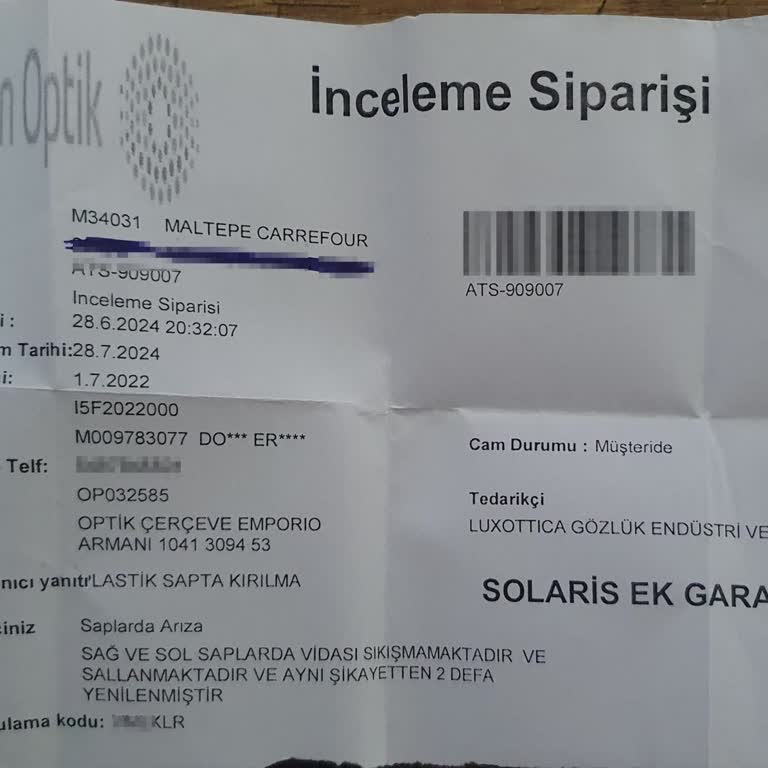 n Optik
İnceleme Siparişi
M34031 MALTEPE CARREFOUR
ATS-909007
ATS-909007
İnceleme Siparisi
i : 28.6.2024 20:32:07
m Tarihi:28.7.2024
i: 1.7.2022
I5F2022000
M009783077 DO*** ER****
Cam Durumu : Müşteride
Telf:
OP032585
Tedarikçi
OPTİK ÇERÇEVE EMPORIO
ARMANI 1041 3094 53
LUXOTTICA GÖZLÜK ENDÜSTRİ VE
nıcı yanıtı'LASTİK SAPTA KIRILMA
SOLARİS EK GARA
iniz Saplarda Arıza
SAĞ VE SOL SAPLARDA VİDASI SIKIŞMAMAKTADIR VE
SALLANMAKTADIR VE AYNI ŞİKAYETTEN 2 DEFA
YENİLENMİŞTİR
ulama kodu: KLR